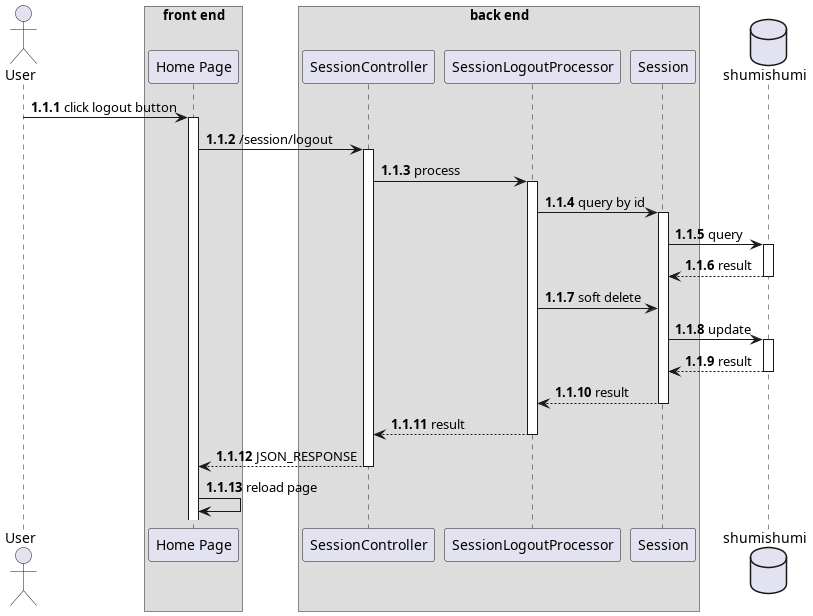 front end
back end
User
Home Page
SessionController
SessionLogoutProcessor
Session
shumishumi
1.1.1 click logout button
1.1.2 /session/logout
1.1.3 process
1.1.4 query by id
1.1.5 query
1.1.6 result
1.1.7 soft delete
1.1.8 update
1.1.9 result
1.1.10 result
1.1.11 result
1.1.12 JSON_RESPONSE
1.1.13 reload page
User
Home Page
SessionController
SessionLogoutProcessor
Session
shumishumi